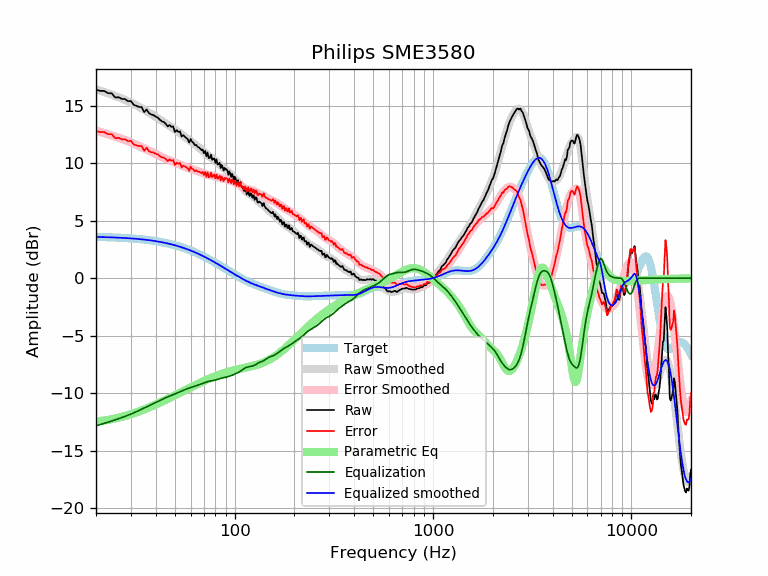 Philips SME3580
15
10
5
0
−5
−10
−15
−20
Amplitude (dBr)
Target
Raw Smoothed
Error Smoothed
Raw
Error
Parametric Eq
Equalization
Equalized smoothed
100
1000
10000
Frequency (Hz)